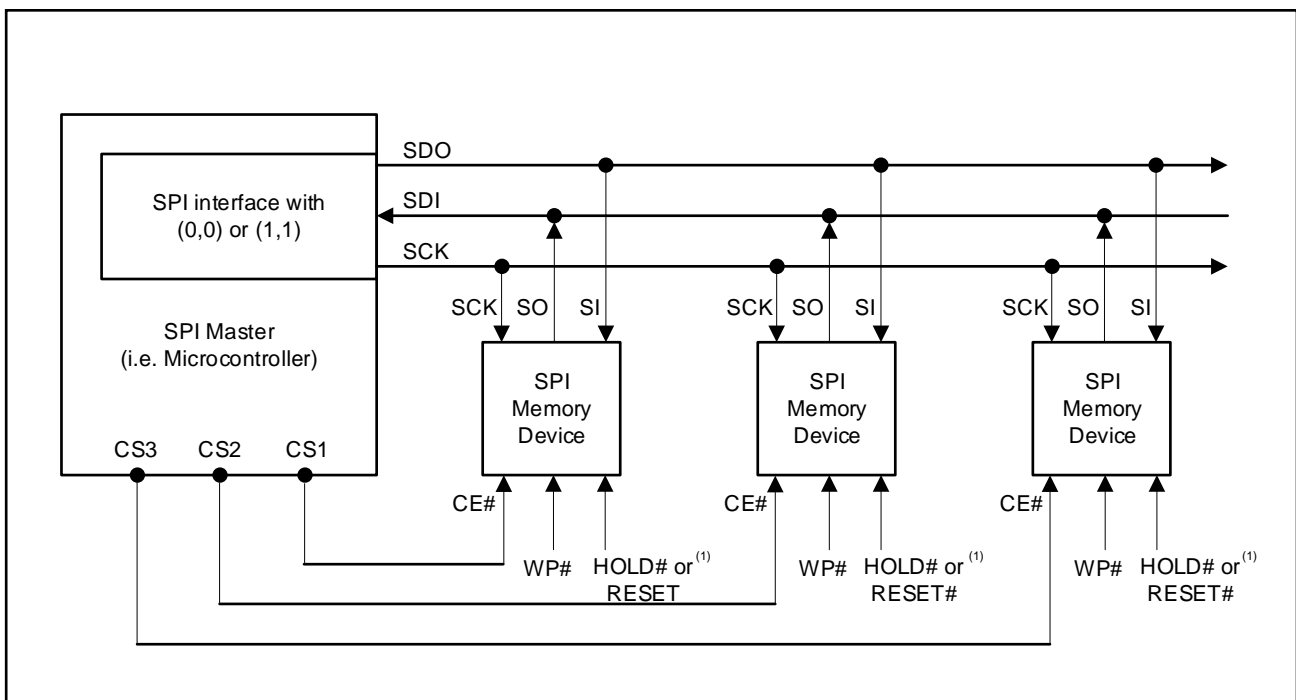 SDO
SPI interface with
(0,0) or (1,1)
SDI
SCK
SPI Master
(i.e. Microcontroller)
CS3 CS2 CS1
SCK SO SI
SPI
Memory
Device
CE#
WP#
HOLD# or (1)
RESET
SCK SO SI
SPI
Memory
Device
CE#
WP#
HOLD# or (1)
RESET#
SCK SO SI
SPI
Memory
Device
CE#
WP#
HOLD# or (1)
RESET#